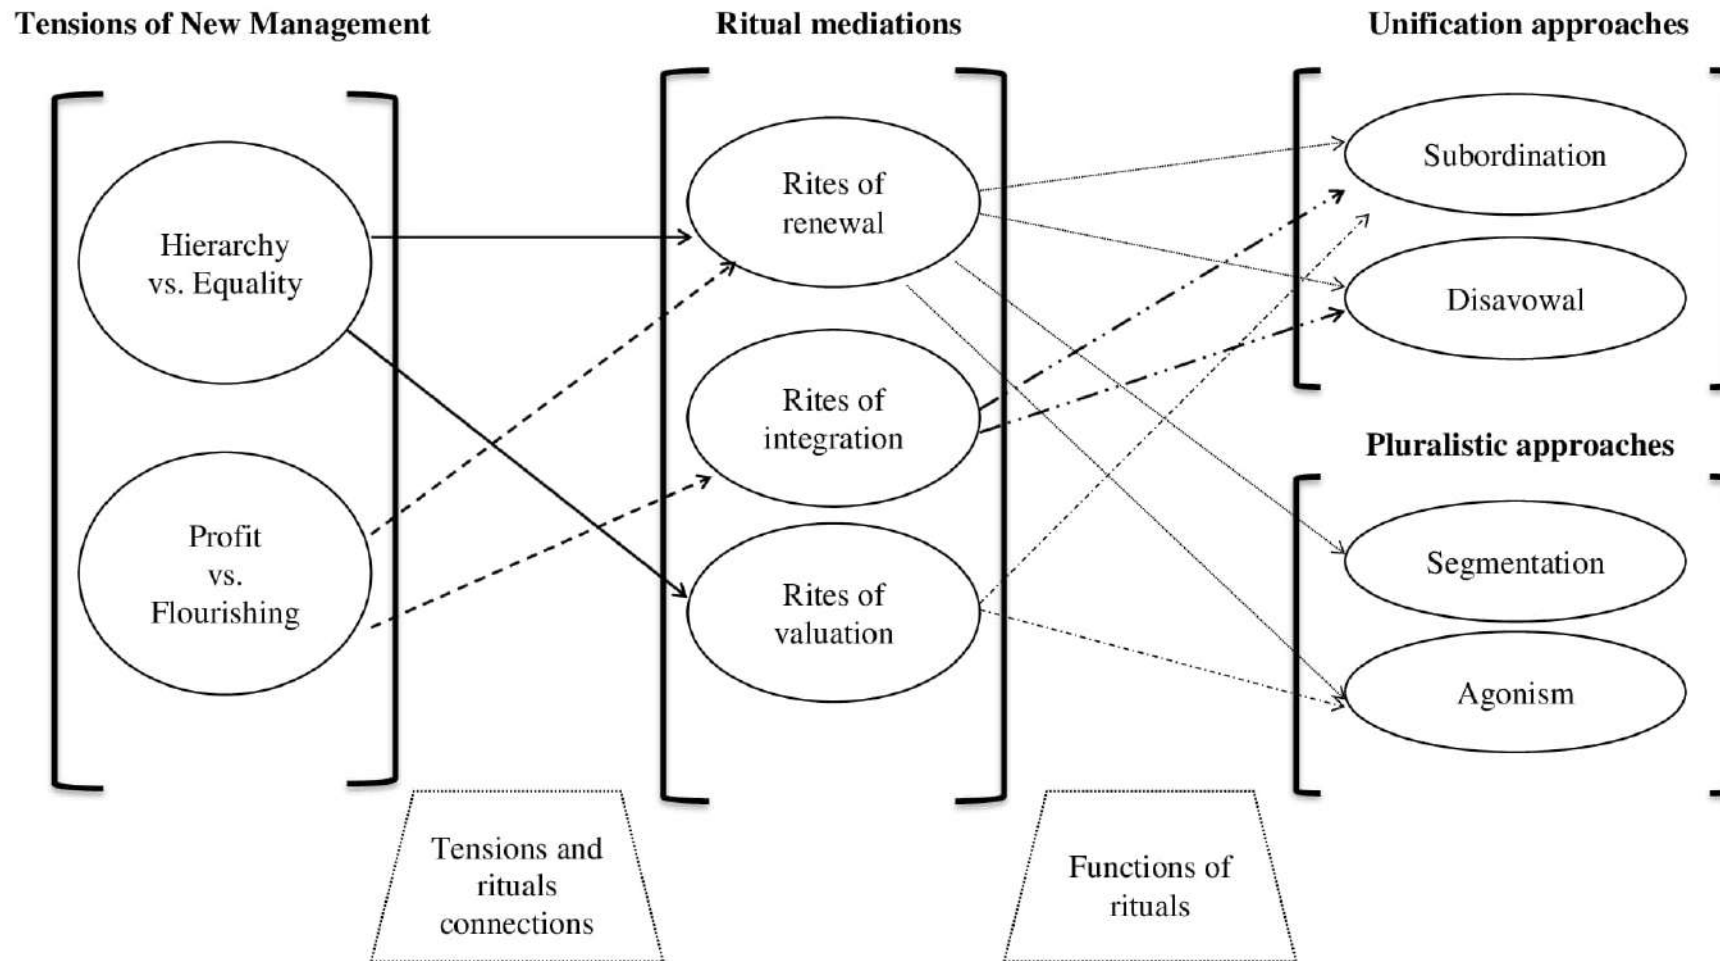 Tensions of New Management
Ritual mediations
Unification approaches
Hierarchy
vs. Equality
Profit
vs.
Flourishing
Rites of
renewal
Rites of
integration
Rites of
valuation
Subordination
Disavowal
Pluralistic approaches
Segmentation
Agonism
Tensions and
rituals
connections
Functions of
rituals